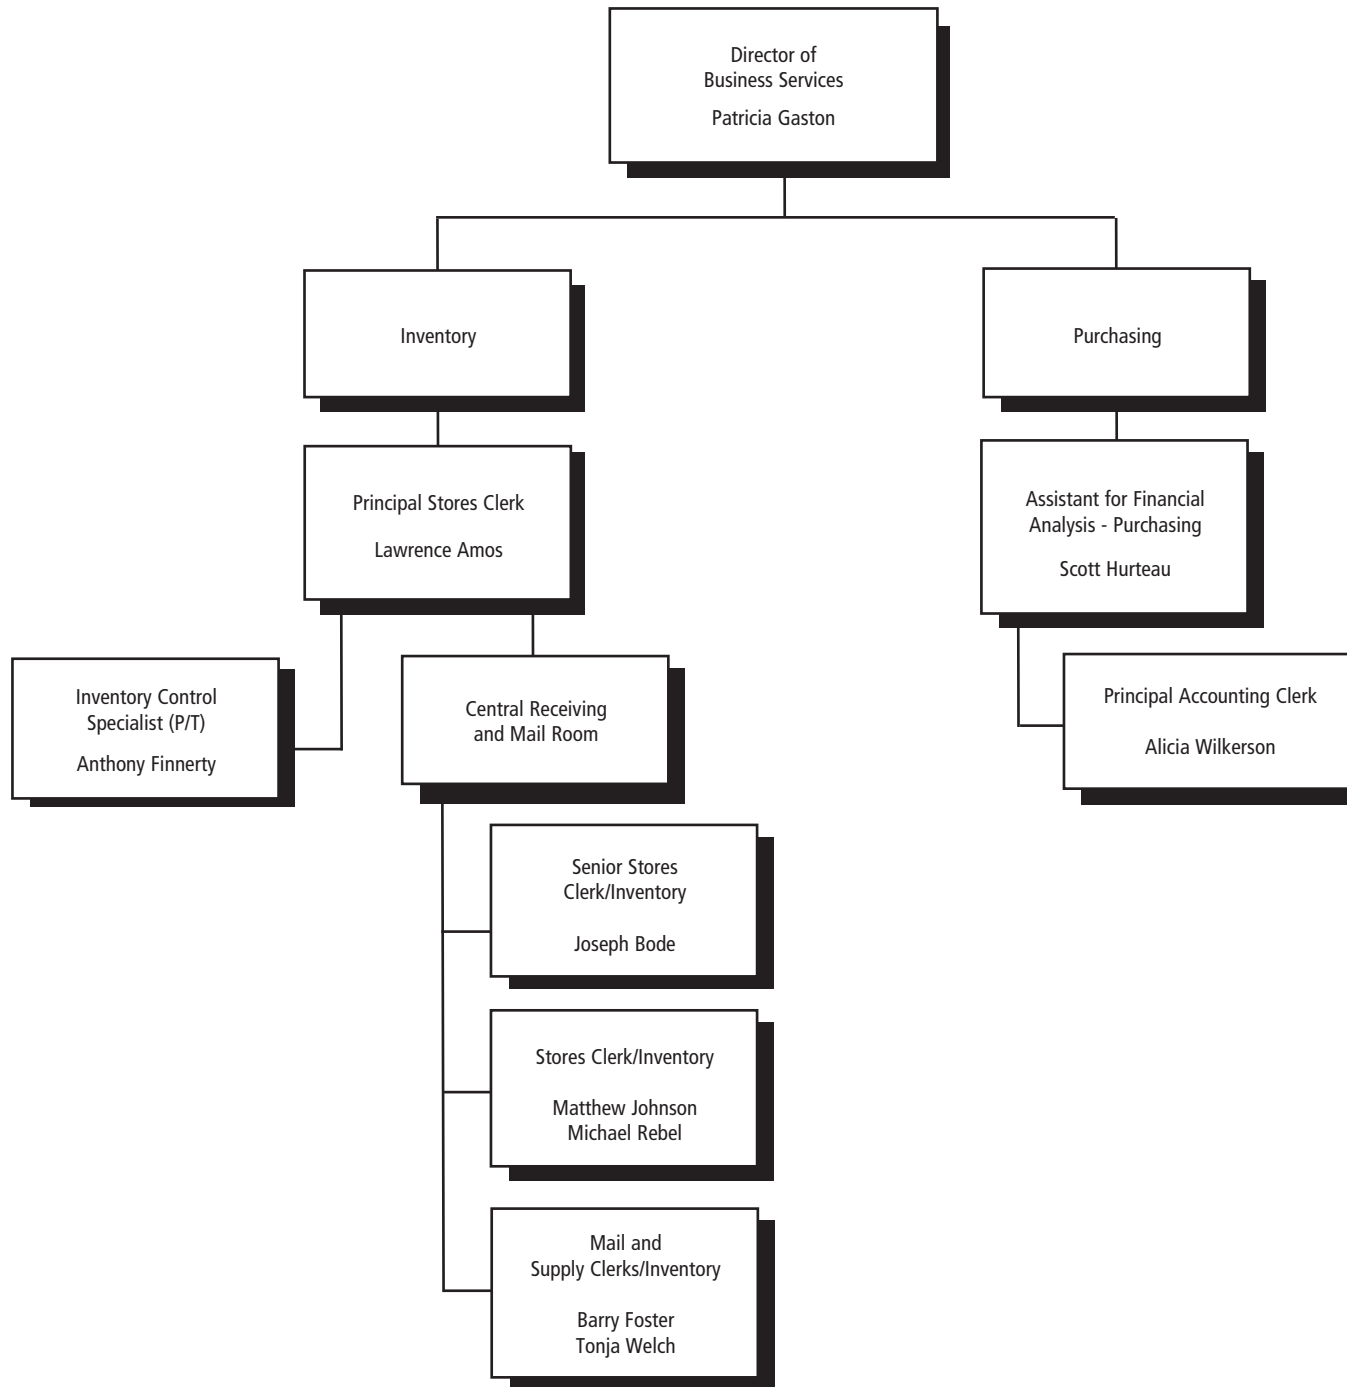 Director of
Business Services
Patricia Gaston
Inventory
Purchasing
Principal Stores Clerk
Lawrence Amos
Assistant for Financial
Analysis - Purchasing
Scott Hurteau
Inventory Control
Specialist (P/T)
Anthony Finnerty
Central Receiving
and Mail Room
Principal Accounting Clerk
Alicia Wilkerson
Senior Stores
Clerk/Inventory
Joseph Bode
Stores Clerk/Inventory
Matthew Johnson
Michael Rebel
Mail and
Supply Clerks/Inventory
Barry Foster
Tonja Welch